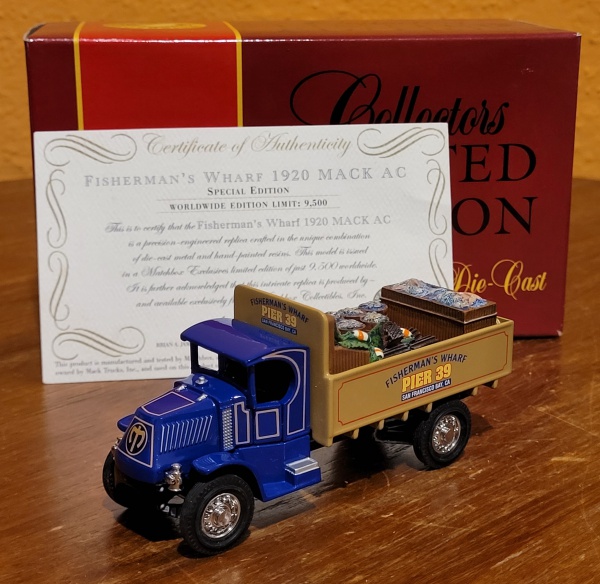 Collectors
TED
ON
Die-Cast
Certificate of Authenticity
FISHERMAN'S WHARF 1920 MACK AC
SPECIAL EDITION
WORLDWIDE EDITION LIMIT: 9,500
This is to certify that the Fisherman's Wharf 1920 MACK AC
is a precision-engineered replica crafted in the unique combination
of die-cast metal and hand-painted resins. This model is issued
in a Matchbox Exclusives limited edition of just 9,500 worldwide.
It is further acknowledged that this intricate replica is produced by
and available exclusively Collectibles, Inc.
This product is manufactured and tested by
owned by Mack Trucks, Inc., and used on this
FISHERMAN'S WHARF
PIER 39
SAN FRANCISCO BAY, CA
FISHERMAN'S WHARF
PIER 39
SAN FRANCISCO BAY, CA